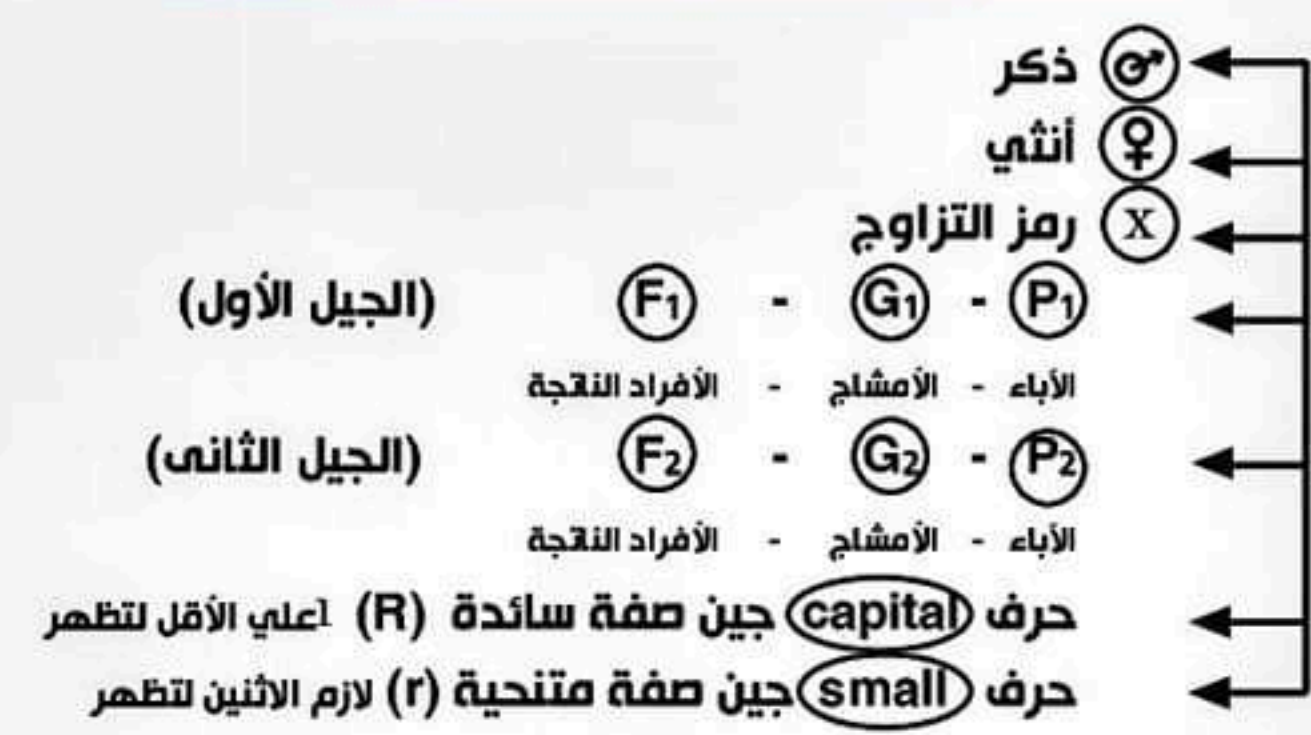 ♂ ذكر
♀ أنثي
X رمز التزاوج
P1 - G1 - F1 (الجيل الأول)
الأباء - الأمشاج - الأفراد الناتجة
P2 - G2 - F2 (الجيل الثانى)
الأباء - الأمشاج - الأفراد الناتجة
حرف capital جين صفة سائدة (R) 1علي الأقل لتظهر
حرف small جين صفة متنحية (r) لازم الاثنين لتظهر